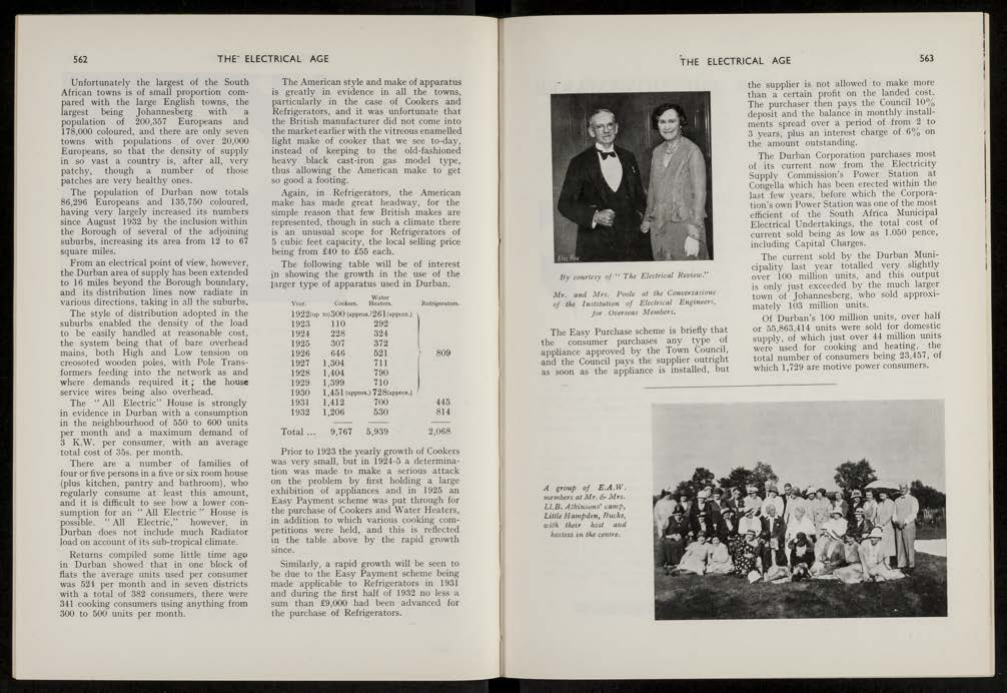 562
THE ELECTRICAL AGE
Unfortunately the largest of the South
African towns is of small proportion com-
pared with the large English towns, the
largest being Johannesberg with a
population of 200,357 Europeans and
178,000 coloured, and there are only seven
towns with populations of over 20,000
Europeans, so that the density of supply
in so vast a country is, after all, very
patchy, though a number of those
patches are very healthy ones.
The population of Durban now totals
86,296 Europeans and 135,750 coloured,
having very largely increased its numbers
since August 1932 by the inclusion within
the Borough of several of the adjoining
suburbs, increasing its area from 12 to 67
square miles.
From an electrical point of view, however,
the Durban area of supply has been extended
to 16 miles beyond the Borough boundary,
and its distribution lines now radiate in
various directions, taking in all the suburbs.
The style of distribution adopted in the
suburbs enabled the density of the load
to be easily handled at reasonable cost,
the system being that of bare overhead
mains, both High and Low tension on
creosoted wooden poles, with Pole Trans-
formers feeding into the network as and
where demands required it; the house
service wires being also overhead.
The "All Electric" House is strongly
in evidence in Durban with a consumption
in the neighbourhood of 550 to 600 units
per month and a maximum demand of
3 K.W. per consumer, with an average
total cost of 35s. per month.
There are a number of families of
four or five persons in a five or six room house
(plus kitchen, pantry and bathroom), who
regularly consume at least this amount,
and it is difficult to see how a lower con-
sumption for an "All Electric" House is
possible. "All Electric," however, in
Durban does not include much Radiator
load on account of its sub-tropical climate.
Returns compiled some little time ago
in Durban showed that in one block of
flats the average units used per consumer
was 521 per month and in seven districts
with a total of 382 consumers, there were
341 cooking consumers using anything from
300 to 500 units per month.
The American style and make of apparatus
is greatly in evidence in all the towns,
particularly in the case of Cookers and
Refrigerators, and it was unfortunate that
the British manufacturer did not come into
the market earlier with the vitreous enamelled
light make of cooker that we see to-day,
instead of keeping to the old-fashioned
heavy black cast-iron gas model type,
thus allowing the American make to get
so good a footing.
Again, in Refrigerators, the American
make has made great headway, for the
simple reason that few British makes are
represented, though in such a climate there
is an unusual scope for Refrigerators of
5 cubic feet capacity, the local selling price
being from £40 to £55 each.
The following table will be of interest
in showing the growth in the use of the
larger type of apparatus used in Durban.
Year. Cookers. Water Heaters. Refrigerators.
1922 (up to) 300 (approx.) 261 (approx.)
1923 110 292
1924 228 324
1925 307 372
1926 646 521 809
1927 1,304 711
1928 1,404 790
1929 1,399 710
1930 1,451 (approx.) 728 (approx.)
1931 1,412 700 445
1932 1,206 530 814
Total ... 9,767 5,939 2,068
Prior to 1923 the yearly growth of Cookers
was very small, but in 1924-5 a determina-
tion was made to make a serious attack
on the problem by first holding a large
exhibition of appliances and in 1925 an
Easy Payment scheme was put through for
the purchase of Cookers and Water Heaters,
in addition to which various cooking com-
petitions were held, and this is reflected
in the table above by the rapid growth
since.
Similarly, a rapid growth will be seen to
be due to the Easy Payment scheme being
made applicable to Refrigerators in 1931
and during the first half of 1932 no less a
sum than £9,000 had been advanced for
the purchase of Refrigerators.
THE ELECTRICAL AGE
563
By courtesy of "The Electrical Review."
Mr. and Mrs. Poole at the Conversazione
of the Institution of Electrical Engineers,
for Overseas Members.
The Easy Purchase scheme is briefly that
the consumer purchases any type of
appliance approved by the Town Council,
and the Council pays the supplier outright
as soon as the appliance is installed, but
the supplier is not allowed to make more
than a certain profit on the landed cost.
The purchaser then pays the Council 10%
deposit and the balance in monthly install-
ments spread over a period of from 2 to
3 years, plus an interest charge of 6% on
the amount outstanding.
The Durban Corporation purchases most
of its current now from the Electricity
Supply Commission's Power Station at
Congella which has been erected within the
last few years, before which the Corpora-
tion's own Power Station was one of the most
efficient of the South Africa Municipal
Electrical Undertakings, the total cost of
current sold being as low as 1.050 pence,
including Capital Charges.
The current sold by the Durban Muni-
cipality last year totalled very slightly
over 100 million units, and this output
is only just exceeded by the much larger
town of Johannesberg, who sold approxi-
mately 103 million units.
Of Durban's 100 million units, over half
or 55,863,414 units were sold for domestic
supply, of which just over 44 million units
were used for cooking and heating, the
total number of consumers being 23,457, of
which 1,729 are motive power consumers.
A group of E.A.W.
members at Mr. & Mrs.
Ll.B. Atkinsons' camp,
Little Hampden, Bucks,
with their host and
hostess in the centre.